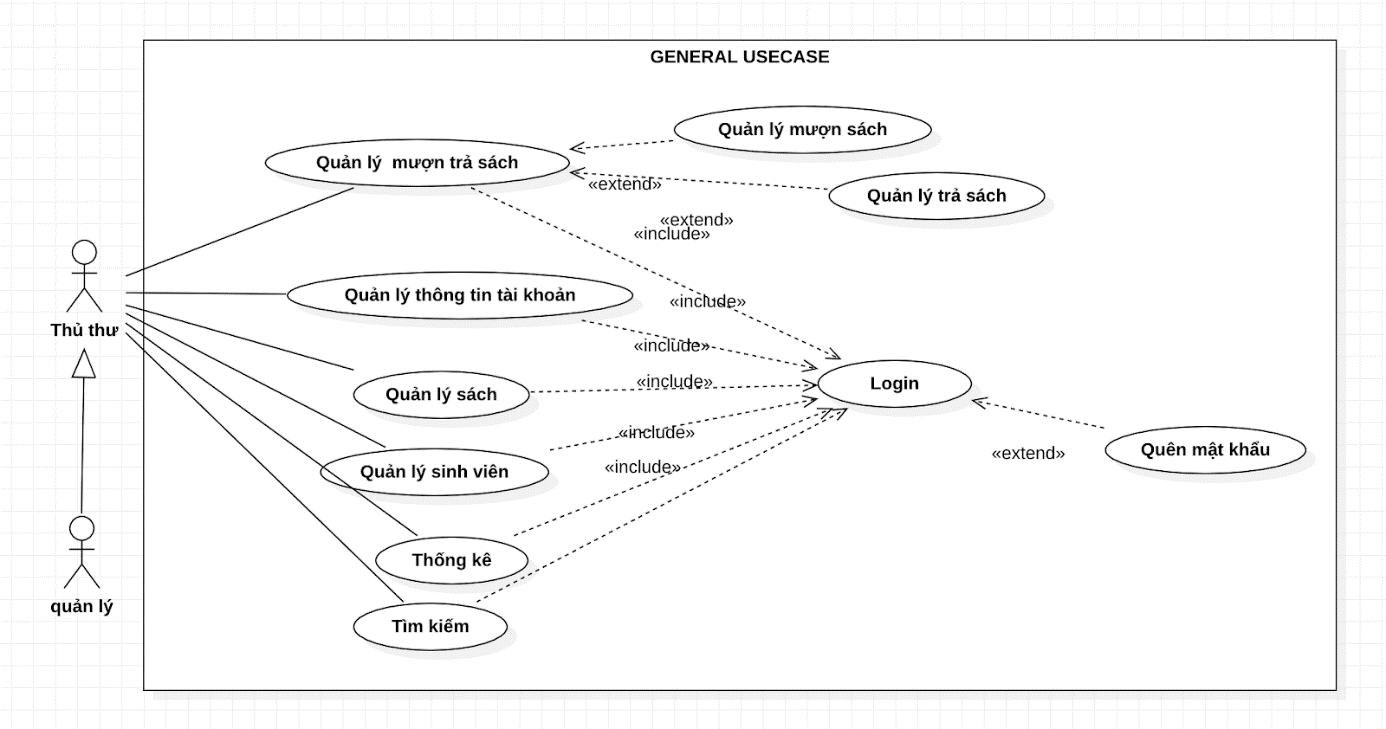 GENERAL USECASE
Quản lý mượn sách
Quản lý  mượn trả sách
«extend»
Quản lý trả sách
«extend»
«include»
Quản lý thông tin tài khoản
«include»
Thủ thư
«include»
«include»
Login
Quản lý sách
«include»
Quên mật khẩu
«extend»
«include»
Quản lý sinh viên
Thống kê
quản lý
Tìm kiếm